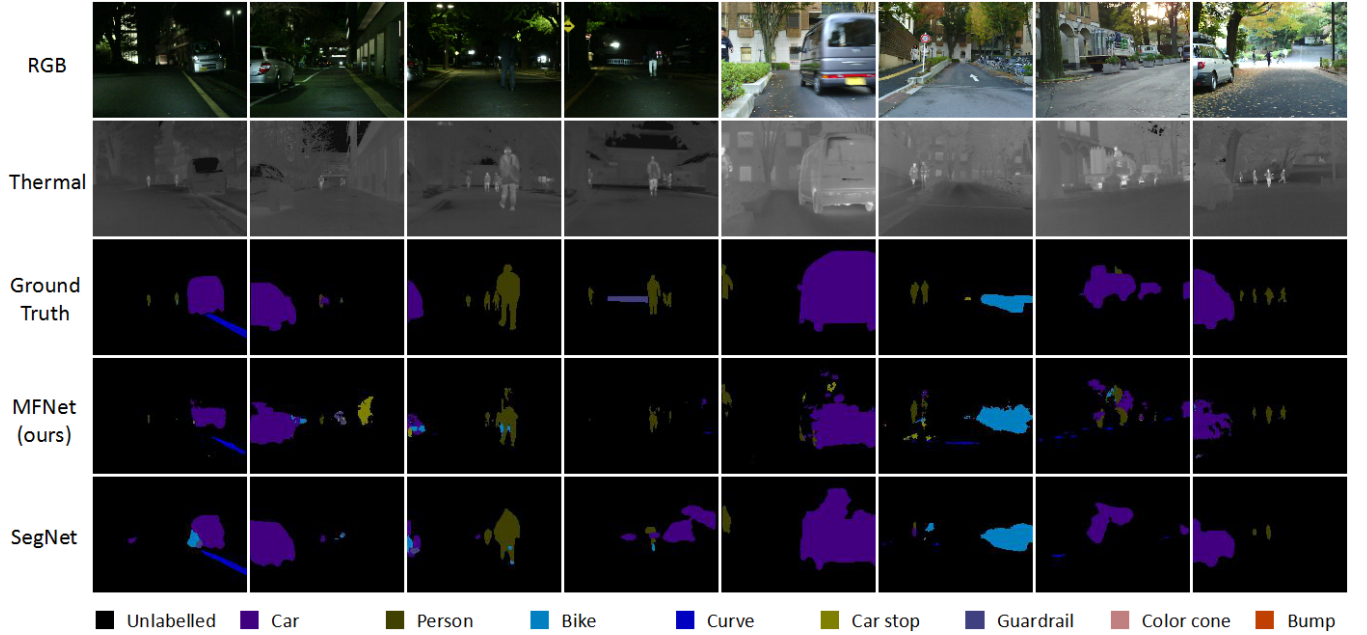 RGB
Thermal
Ground
Truth
MFNet
(ours)
SegNet
Unlabelled Car Person Bike Curve Car stop Guardrail Color cone Bump